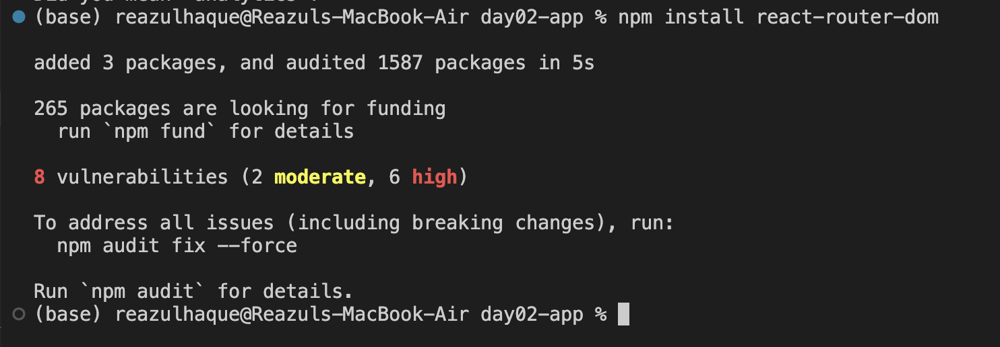 (base) reazulhaque@Reazuls-MacBook-Air day02-app % npm install react-router-dom
added 3 packages, and audited 1587 packages in 5s
265 packages are looking for funding
run `npm fund` for details
8 vulnerabilities (2 moderate, 6 high)
To address all issues (including breaking changes), run:
npm audit fix --force
Run `npm audit` for details.
(base) reazulhaque@Reazuls-MacBook-Air day02-app %